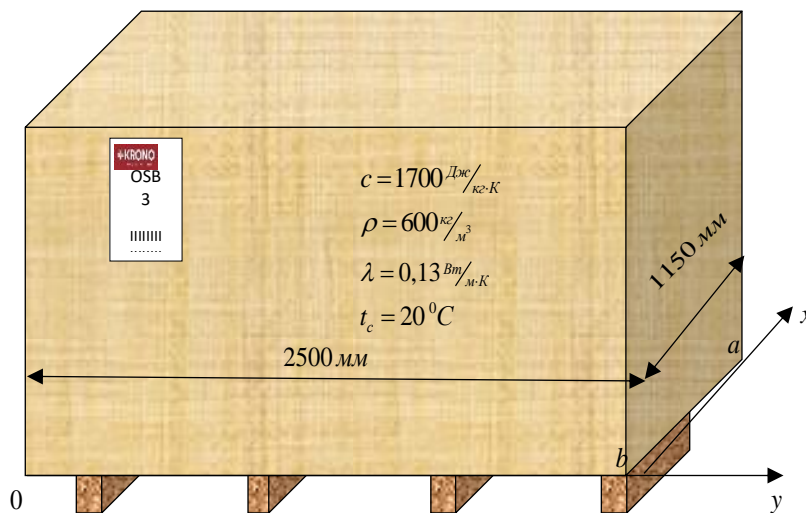 KRONO
OSB
3
c = 1700 Дж/кг·К
ρ = 600 кг/м³
λ = 0,13 Вт/м·К
t_c = 20 ⁰C
1150 мм
2500 мм
x
a
b
0
y